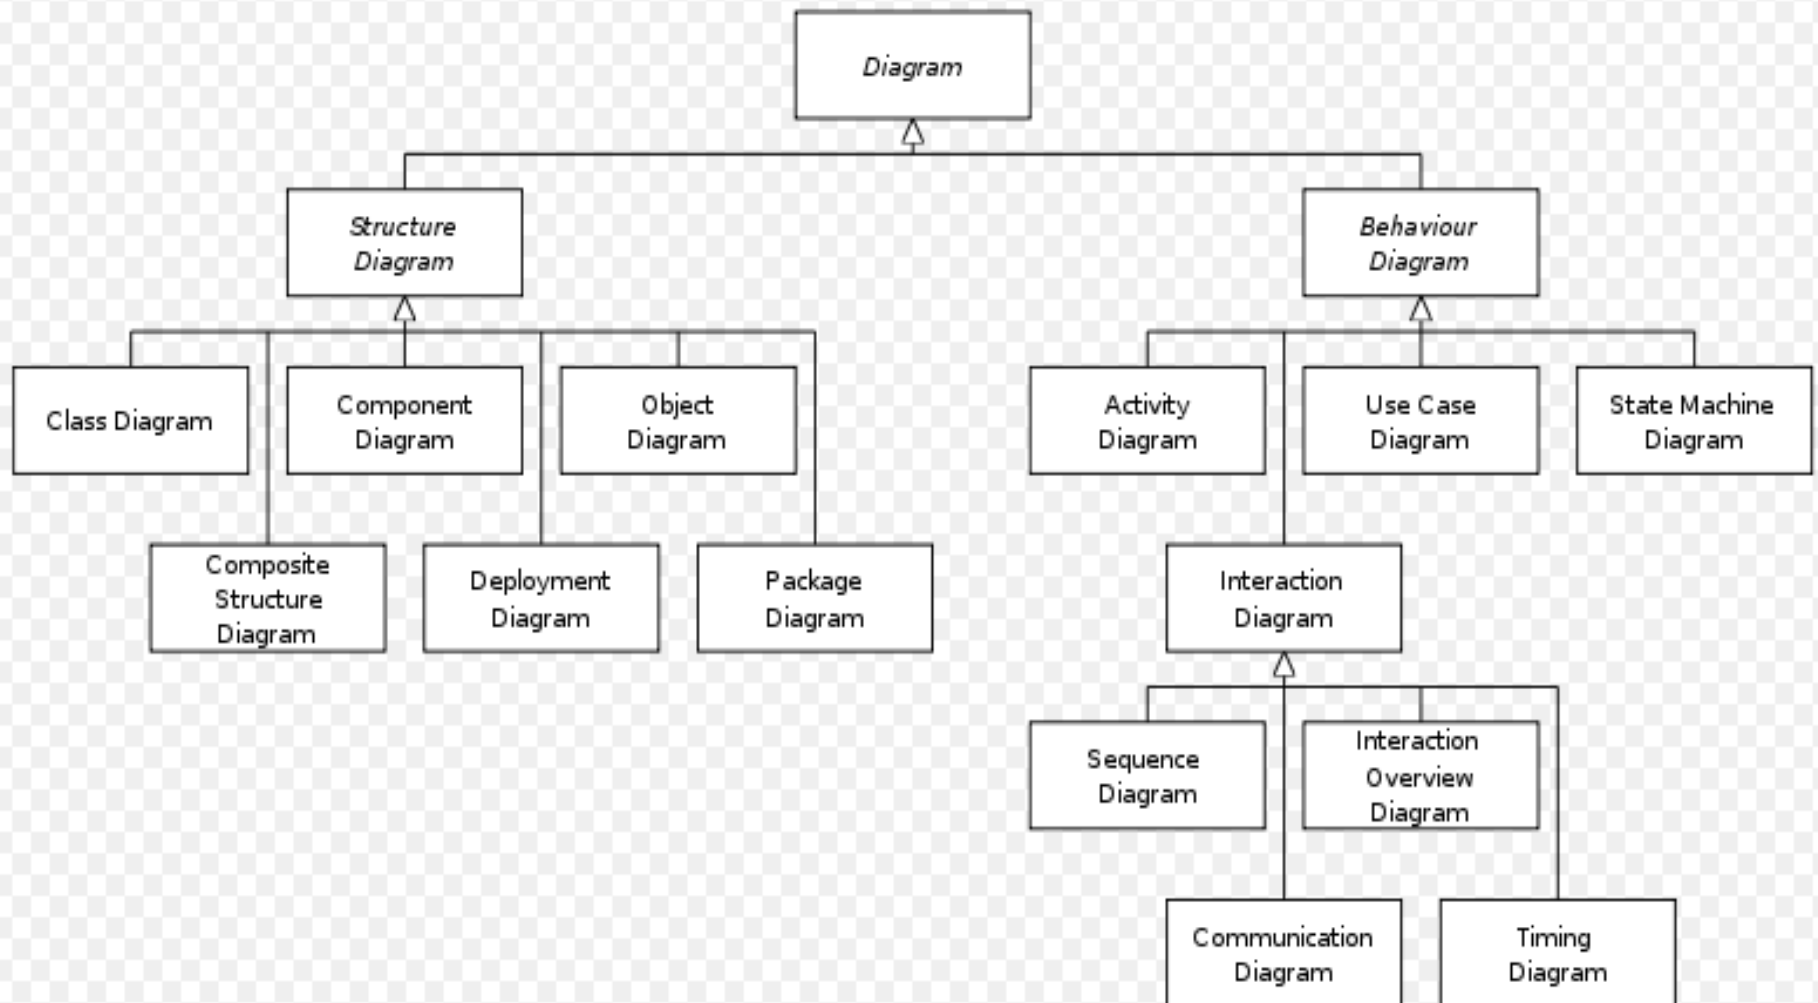 Diagram
Structure
Diagram
Behaviour
Diagram
Class Diagram
Component
Diagram
Object
Diagram
Activity
Diagram
Use Case
Diagram
State Machine
Diagram
Composite
Structure
Diagram
Deployment
Diagram
Package
Diagram
Interaction
Diagram
Sequence
Diagram
Interaction
Overview
Diagram
Communication
Diagram
Timing
Diagram